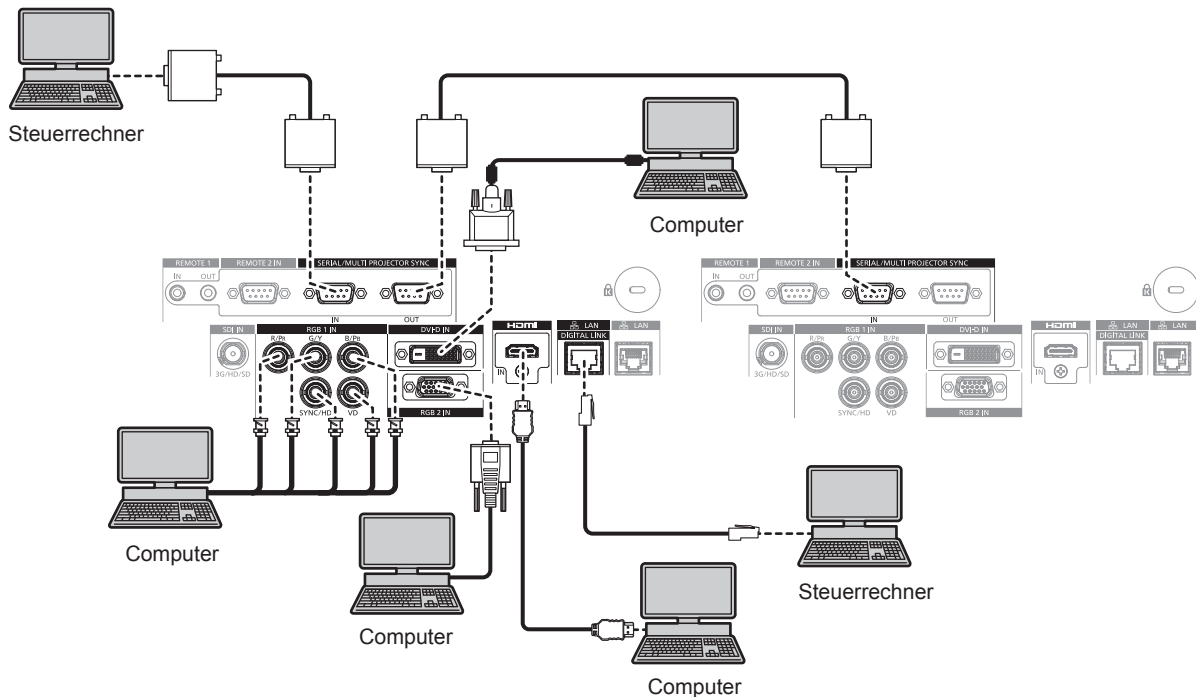 Steuerrechner
Computer
REMOTE 1 REMOTE 2 IN SERIAL/MULTI PROJECTOR SYNC
IN OUT
IN OUT
SDI IN RGB 1 IN DVI-D IN HDMI LAN LAN
R/PR G/Y B/PB DIGITAL LINK
3G/HD/SD IN
SYNC/HD VD RGB 2 IN
REMOTE 1 REMOTE 2 IN SERIAL/MULTI PROJECTOR SYNC
IN OUT
IN OUT
SDI IN RGB 1 IN DVI-D IN HDMI LAN LAN
R/PR G/Y B/PB DIGITAL LINK
3G/HD/SD IN
SYNC/HD VD RGB 2 IN
Computer
Computer
Steuerrechner
Computer